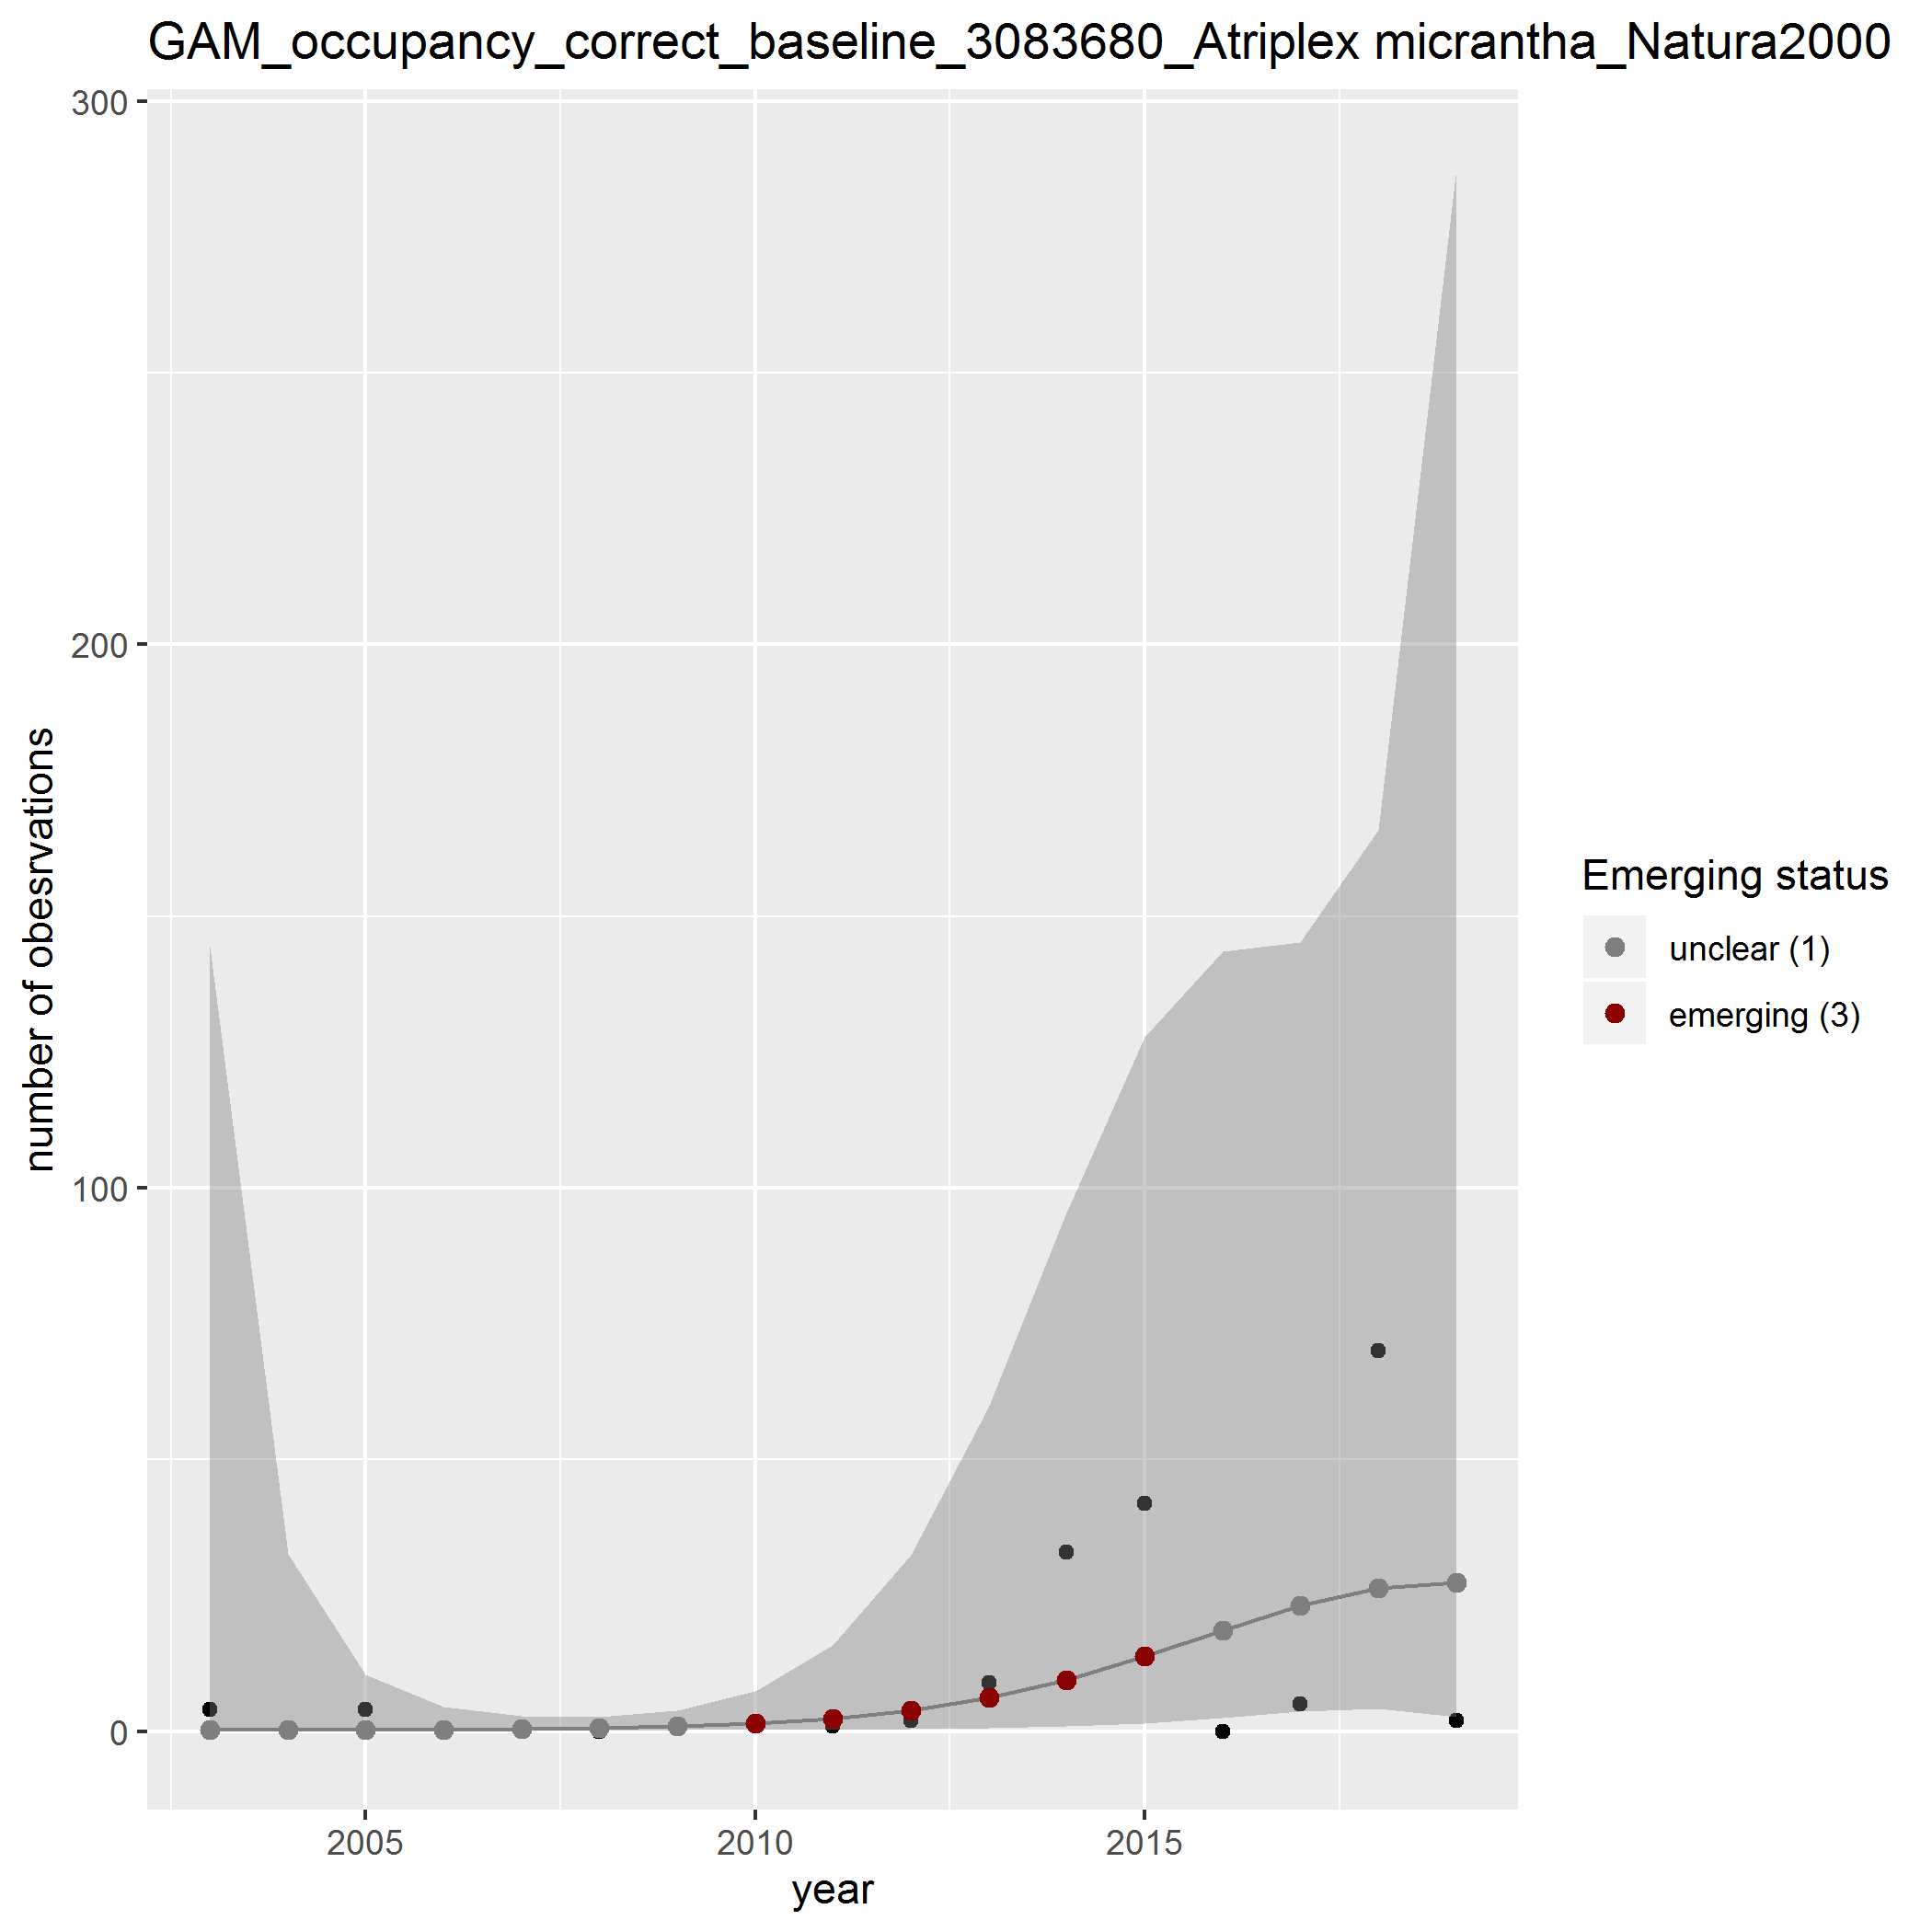 GAM_occupancy_correct_baseline_3083680_Atriplex micrantha_Natura2000
300
200
100
0
number of obesrvations
2005
2010
2015
year
Emerging status
unclear (1)
emerging (3)